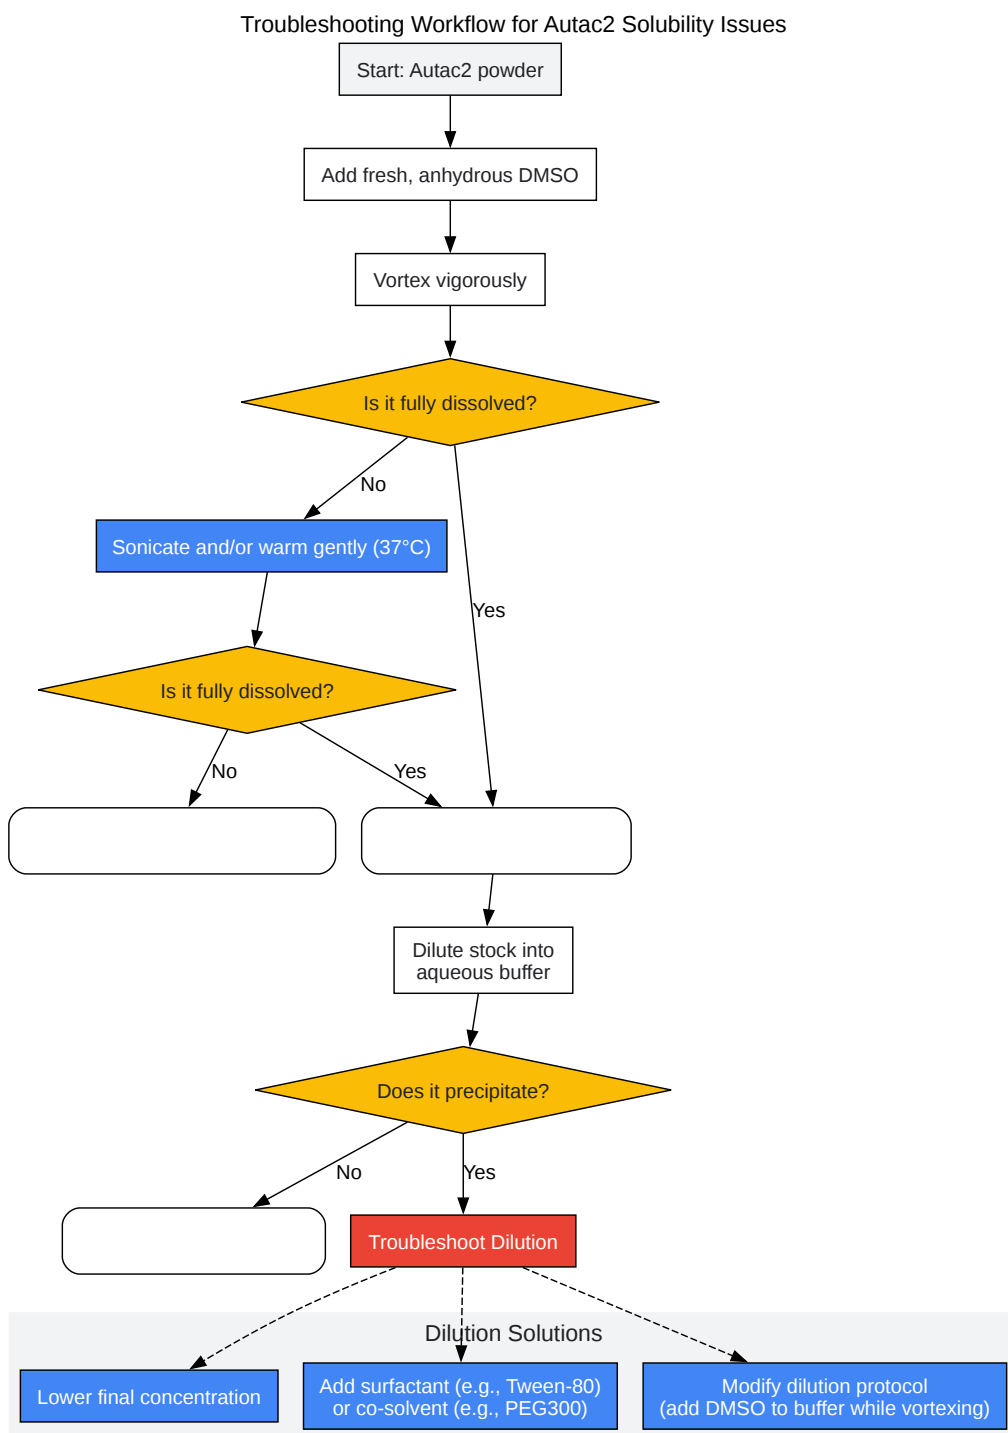 Troubleshooting Workflow for Autac2 Solubility Issues
Start: Autac2 powder
Add fresh, anhydrous DMSO
Vortex vigorously
Is it fully dissolved?
No
Sonicate and/or warm gently (37°C)
Yes
Is it fully dissolved?
No
Yes
Dilute stock into
aqueous buffer
Does it precipitate?
No
Yes
Troubleshoot Dilution
Dilution Solutions
Lower final concentration
Add surfactant (e.g., Tween-80)
or co-solvent (e.g., PEG300)
Modify dilution protocol
(add DMSO to buffer while vortexing)